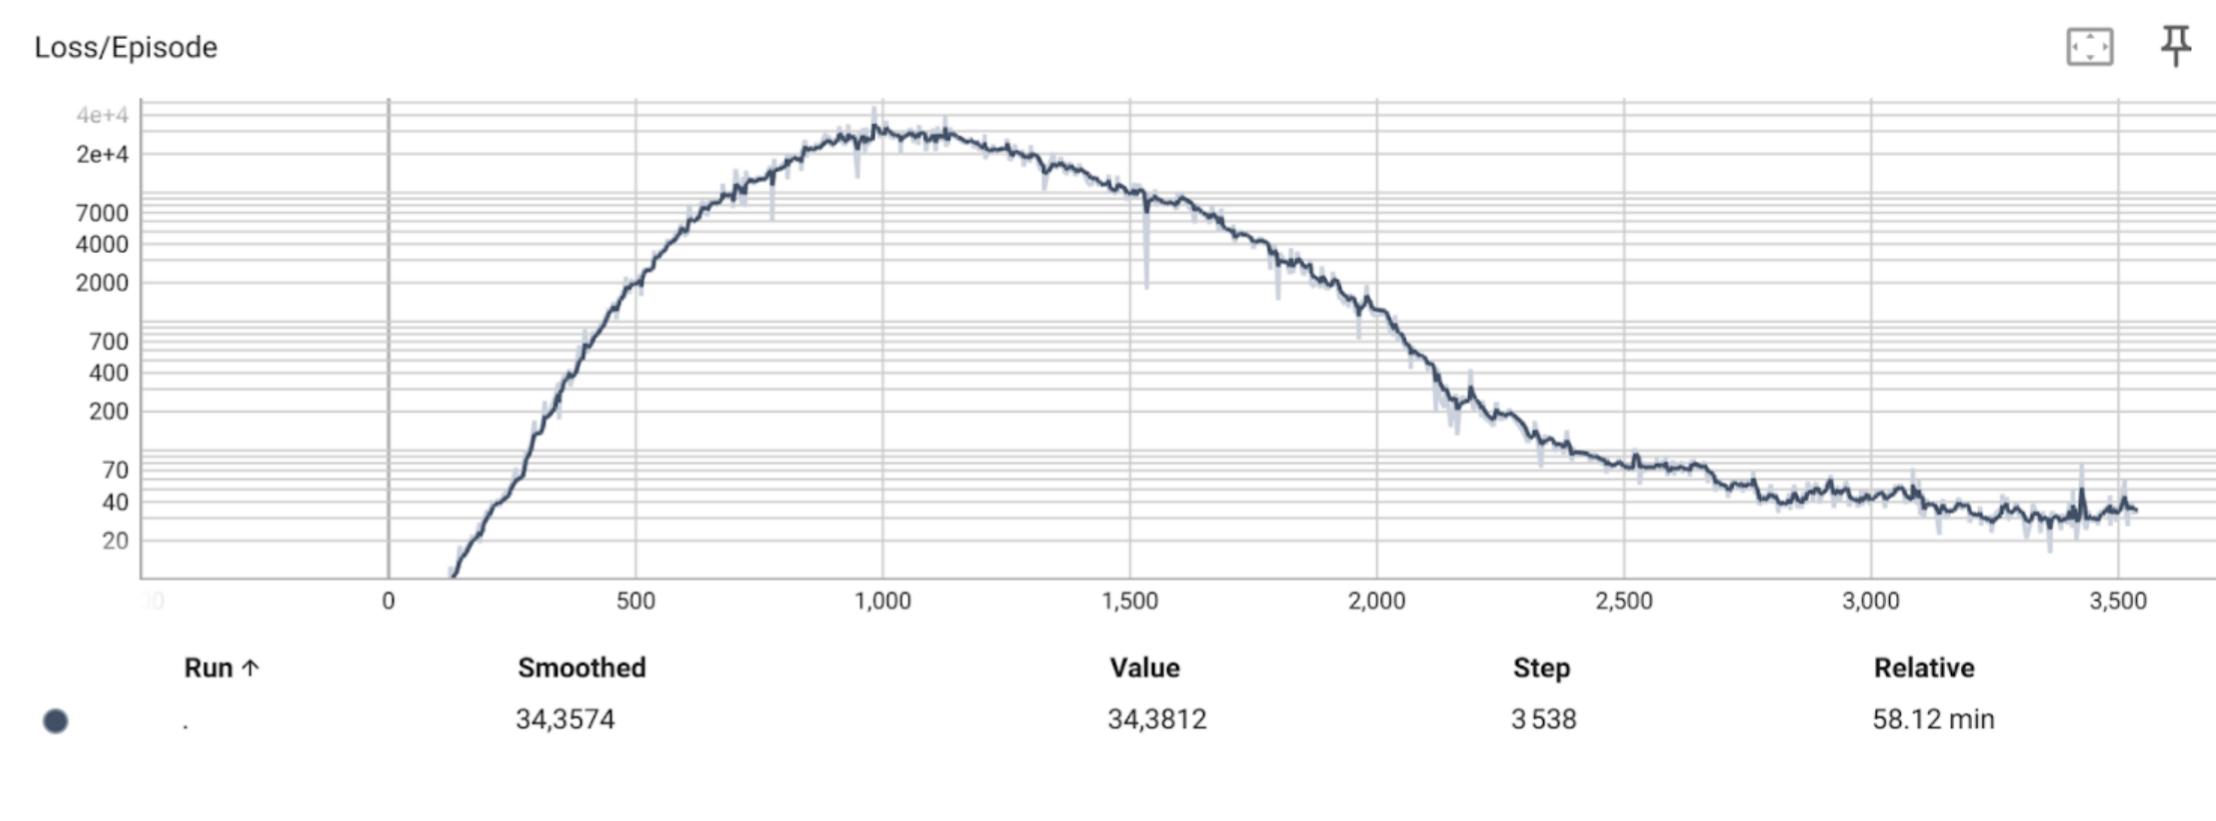 Loss/Episode
4e+4
2e+4
7000
4000
2000
700
400
200
70
40
20
0 500 1,000 1,500 2,000 2,500 3,000 3,500
Run ↑ Smoothed Value Step Relative
. 34,3574 34,3812 3 538 58.12 min